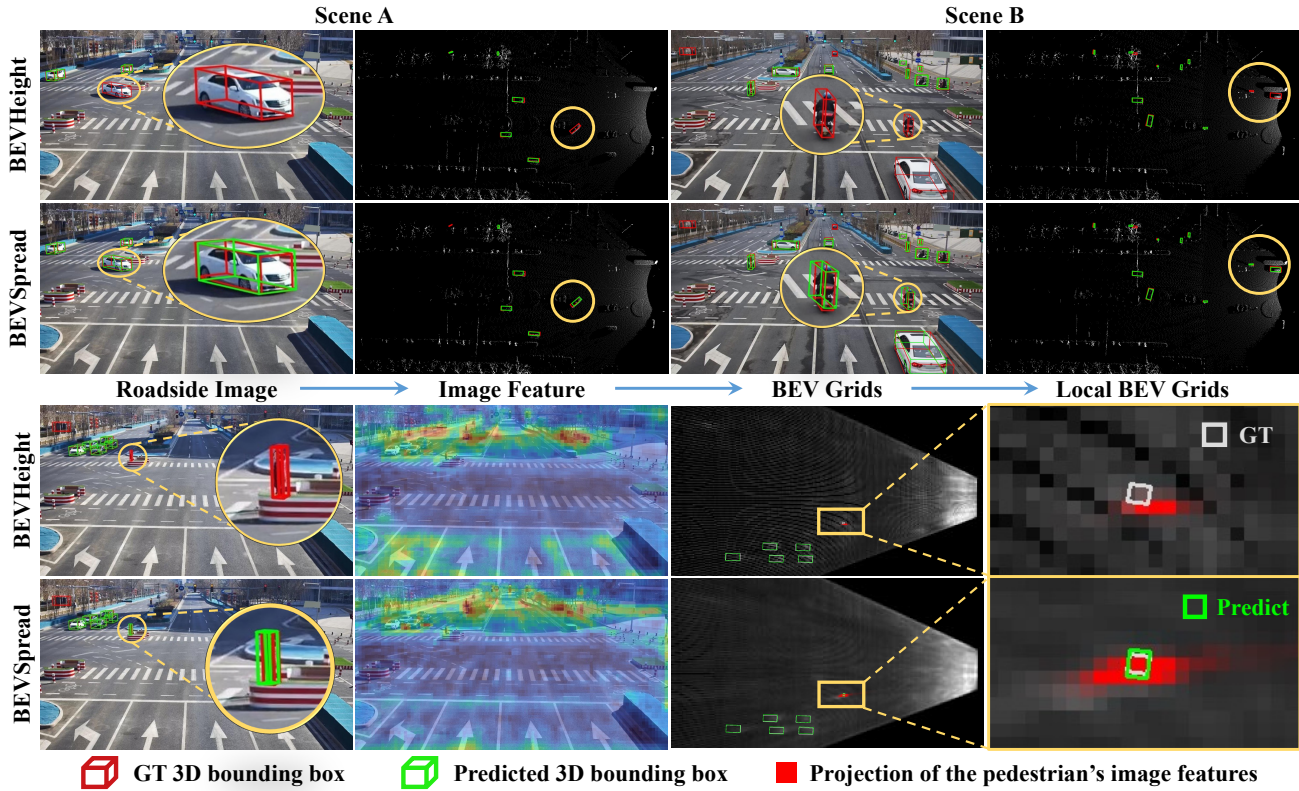 Scene A
Scene B
BEVHeight
BEVSpread
Roadside Image
Image Feature
BEV Grids
Local BEV Grids
BEVHeight
GT
BEVSpread
Predict
GT 3D bounding box
Predicted 3D bounding box
Projection of the pedestrian's image features